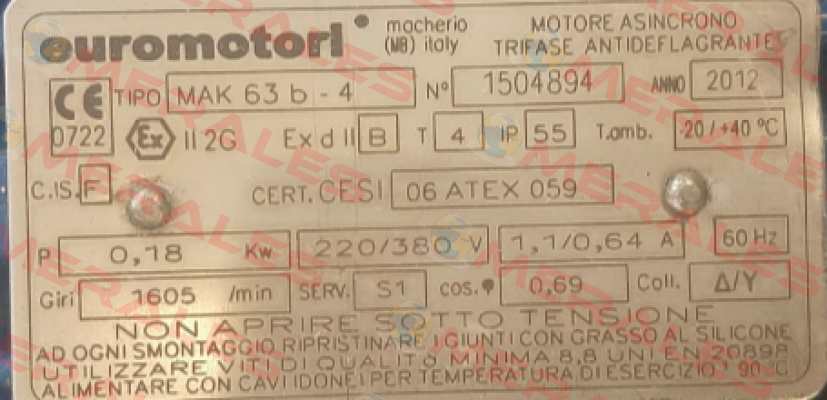 euromotori macherio (MB) italy MOTORE ASINCRONO TRIFASE ANTIDEFLAGRANTE
CE 0722 TIPO MAK 63 b - 4 N° 1504894 ANNO 2012
Ex II 2G Ex d II B T 4 IP 55 T.amb. -20 / +40 °C
C.IS. F CERT. CESI 06 ATEX 059
P 0,18 Kw 220/380 V 1,1/0,64 A 60 Hz
Giri 1605 /min SERV. S1 cos.φ 0,69 Coll. Δ/Y
NON APRIRE SOTTO TENSIONE
AD OGNI SMONTAGGIO RIPRISTINARE I GIUNTI CON GRASSO AL SILICONE
UTILIZZARE VITI DI QUALITÒ MINIMA 8.8 UNI EN 20898
ALIMENTARE CON CAVI IDONEI PER TEMPERATURA DI ESERCIZIO 90 °C
MERALES